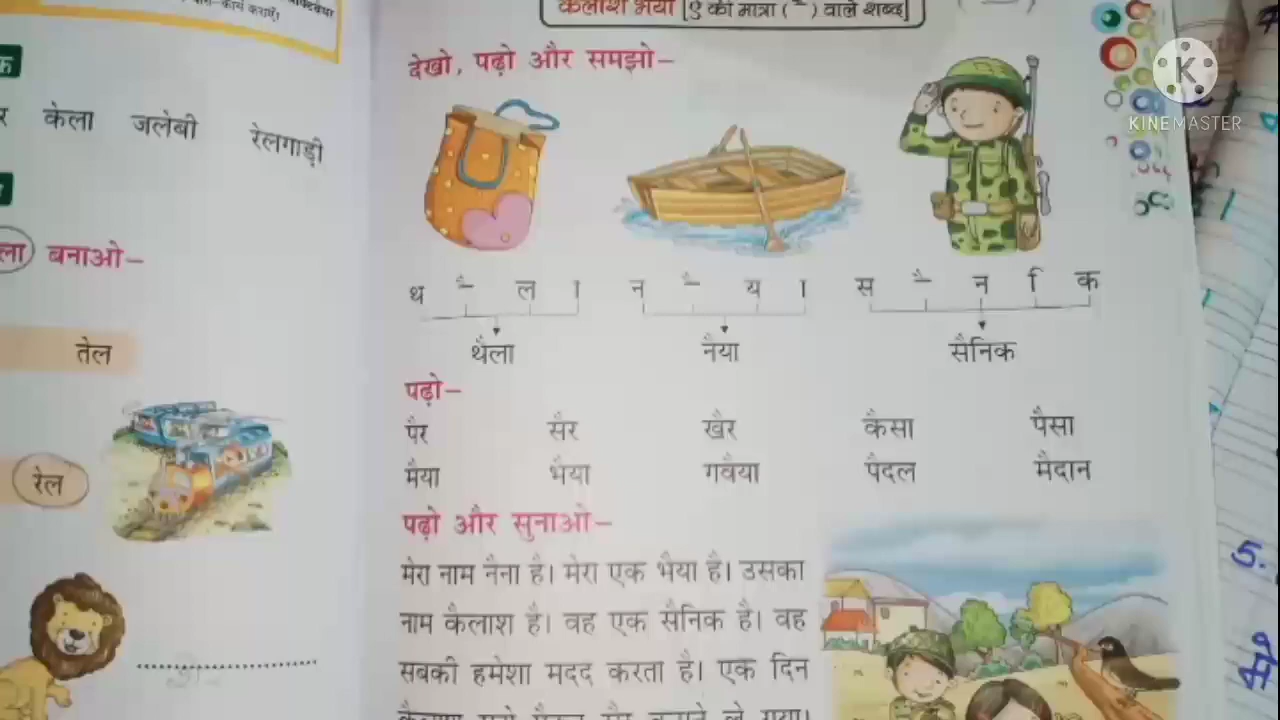 कैलाश भैया [ऐ की मात्रा (ै) वाले शब्द]
देखो, पढ़ो और समझो-
KINEMASTER
केला जलेबी रेलगाड़ी
बनाओ-
तेल
रेल
थ ै ल ा
न ै य ा
स ै न ि क
थैला नैया सैनिक
पढ़ो-
पैर सैर खैर कैसा पैसा
मैया भैया गवैया पैदल मैदान
पढ़ो और सुनाओ-
मेरा नाम नैना है। मेरा एक भैया है। उसका
नाम कैलाश है। वह एक सैनिक है। वह
सबकी हमेशा मदद करता है। एक दिन
5.